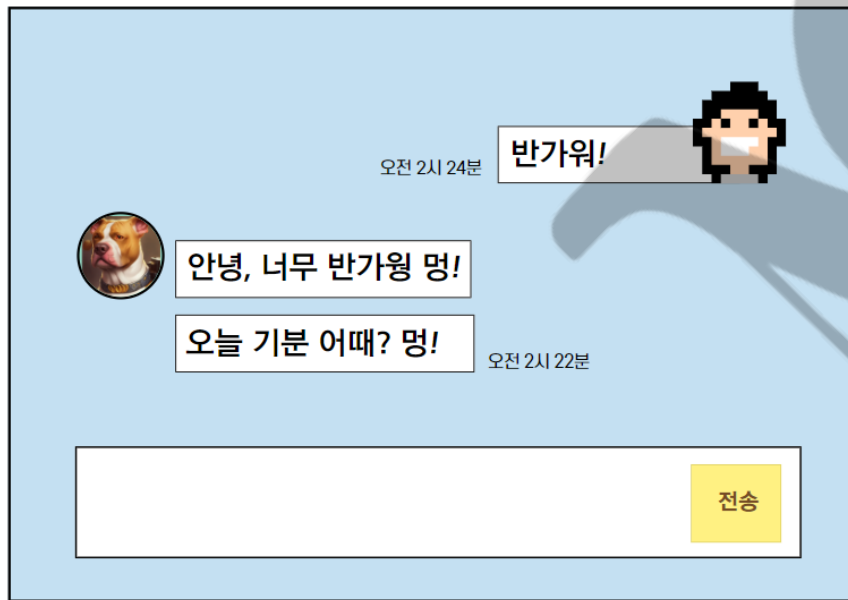 반가워!
오전 2시 24분
안녕, 너무 반가웡 멍!
오늘 기분 어때? 멍!
오전 2시 22분
전송